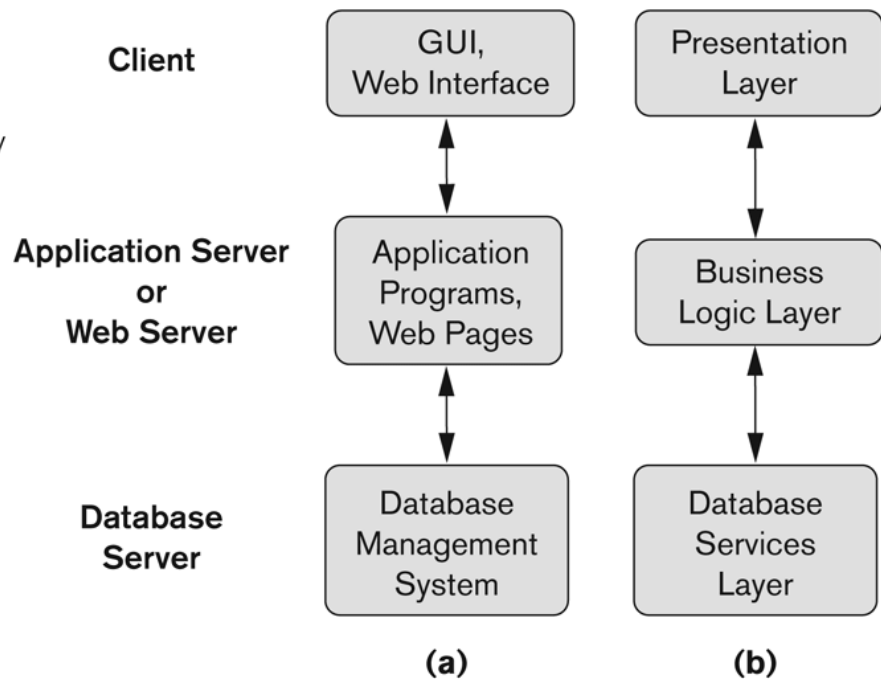 Client
GUI,
Web Interface
Presentation
Layer
Application Server
or
Web Server
Application
Programs,
Web Pages
Business
Logic Layer
Database
Server
Database
Management
System
Database
Services
Layer
(a)
(b)